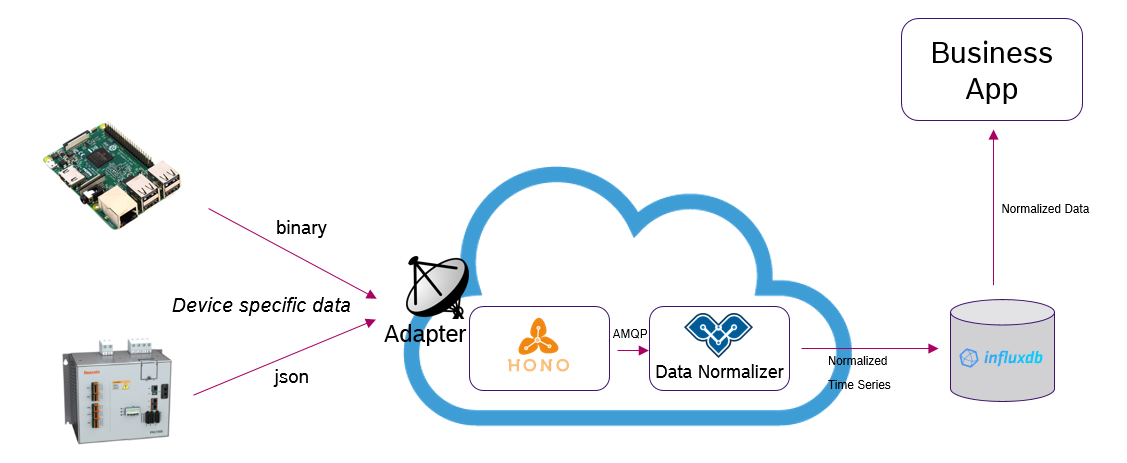 Business
App
binary
Normalized Data
Device specific data
Adapter
AMQP
HONO
Data Normalizer
Normalized
Time Series
influxdb
json